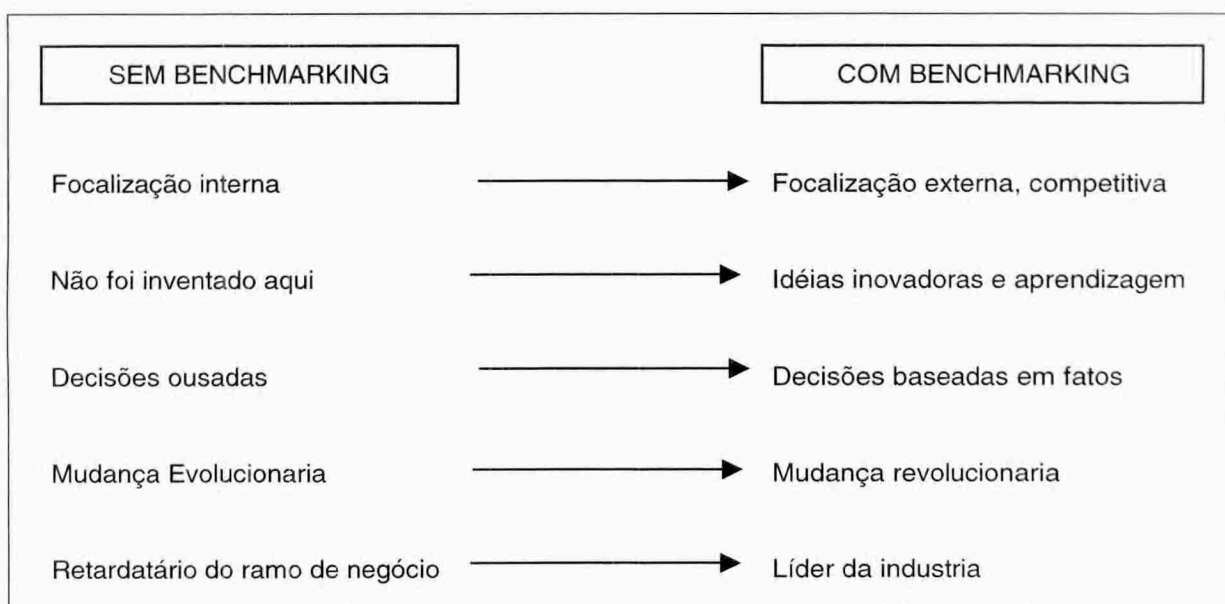 SEM BENCHMARKING COM BENCHMARKING
Focalização interna Focalização externa, competitiva
Não foi inventado aqui Idéias inovadoras e aprendizagem
Decisões ousadas Decisões baseadas em fatos
Mudança Evolucionaria Mudança revolucionaria
Retardatário do ramo de negócio Líder da industria